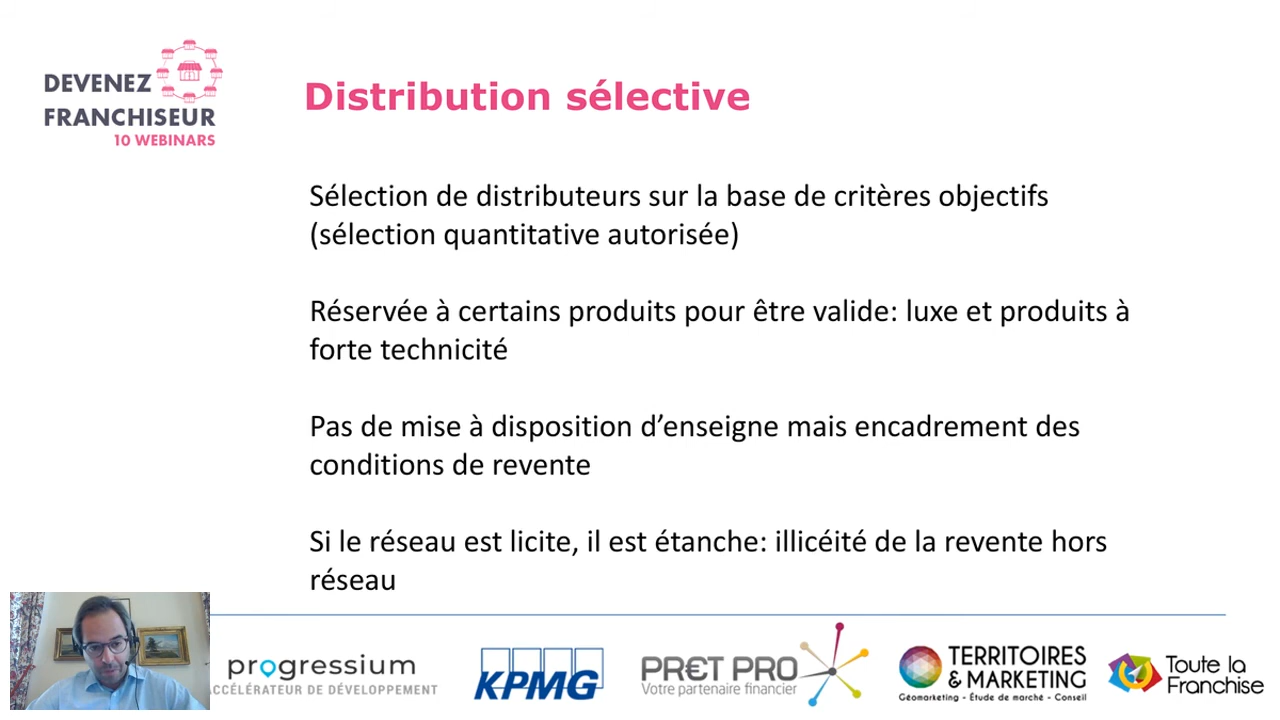 DEVENEZ
FRANCHISEUR
10 WEBINARS
Distribution sélective
Sélection de distributeurs sur la base de critères objectifs
(sélection quantitative autorisée)
Réservée à certains produits pour être valide: luxe et produits à
forte technicité
Pas de mise à disposition d’enseigne mais encadrement des
conditions de revente
Si le réseau est licite, il est étanche: illicéité de la revente hors
réseau
progressium
ACCÉLÉRATEUR DE DÉVELOPPEMENT
KPMG
PR€T PRO
Votre partenaire financier
TERRITOIRES
& MARKETING
Géomarketing - Étude de marché - Conseil
Toute la
Franchise